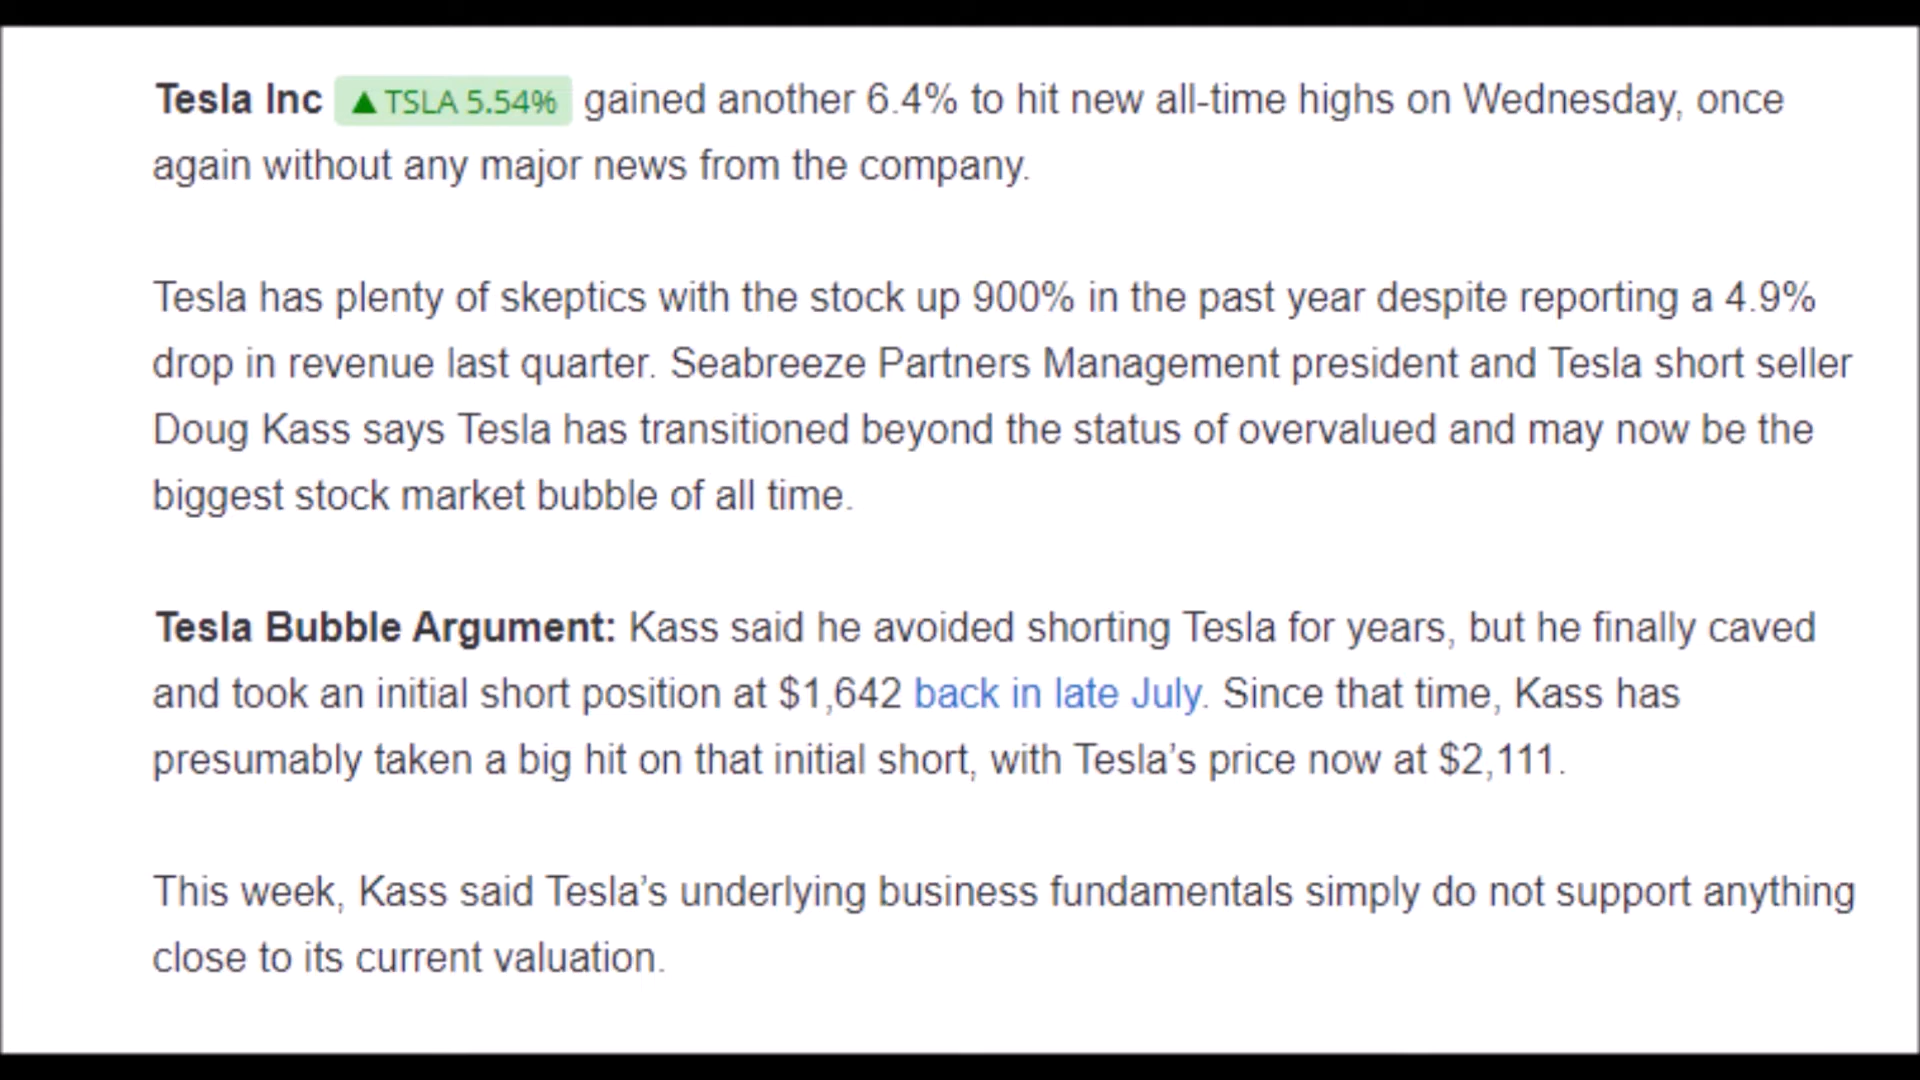 Tesla Inc ▲ TSLA 5.54% gained another 6.4% to hit new all-time highs on Wednesday, once
again without any major news from the company.
Tesla has plenty of skeptics with the stock up 900% in the past year despite reporting a 4.9%
drop in revenue last quarter. Seabreeze Partners Management president and Tesla short seller
Doug Kass says Tesla has transitioned beyond the status of overvalued and may now be the
biggest stock market bubble of all time.
Tesla Bubble Argument: Kass said he avoided shorting Tesla for years, but he finally caved
and took an initial short position at $1,642 back in late July. Since that time, Kass has
presumably taken a big hit on that initial short, with Tesla’s price now at $2,111.
This week, Kass said Tesla’s underlying business fundamentals simply do not support anything
close to its current valuation.